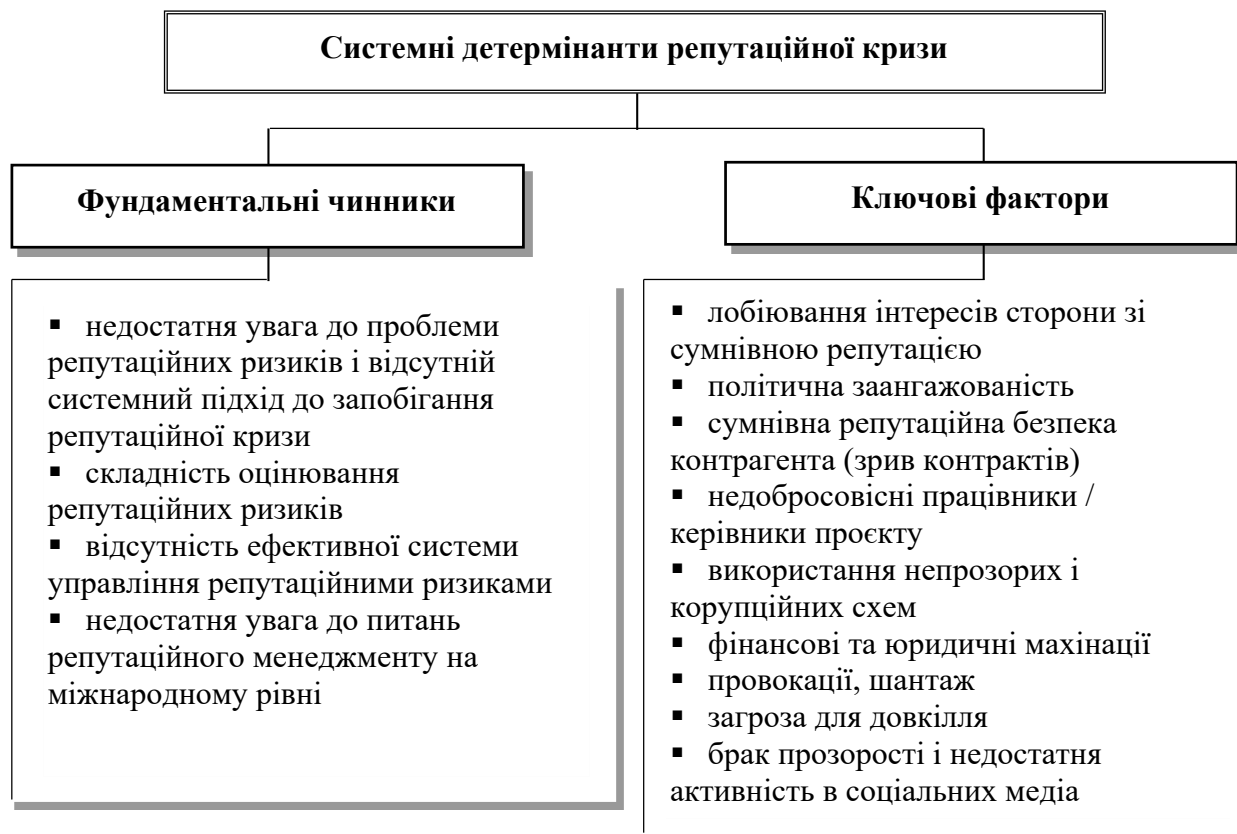 Системні детермінанти репутаційної кризи
Фундаментальні чинники
▪ недостатня увага до проблеми
репутаційних ризиків і відсутній
системний підхід до запобігання
репутаційної кризи
▪ складність оцінювання
репутаційних ризиків
▪ відсутність ефективної системи
управління репутаційними ризиками
▪ недостатня увага до питань
репутаційного менеджменту на
міжнародному рівні
Ключові фактори
▪ лобіювання інтересів сторони зі
сумнівною репутацією
▪ політична заангажованість
▪ сумнівна репутаційна безпека
контрагента (зрив контрактів)
▪ недобросовісні працівники /
керівники проєкту
▪ використання непрозорих і
корупційних схем
▪ фінансові та юридичні махінації
▪ провокації, шантаж
▪ загроза для довкілля
▪ брак прозорості і недостатня
активність в соціальних медіа